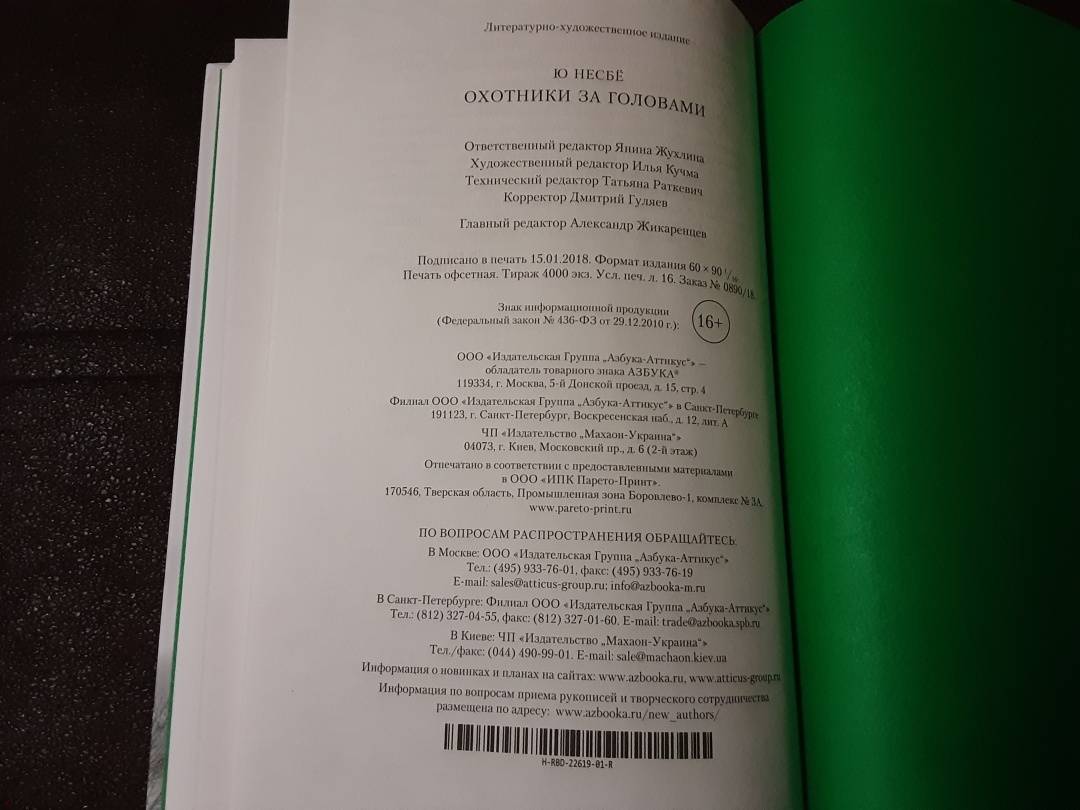 Литературно-художественное издание
Ю НЕСБЁ
ОХОТНИКИ ЗА ГОЛОВАМИ
Ответственный редактор Янина Жухлина
Художественный редактор Илья Кучма
Технический редактор Татьяна Раткевич
Корректор Дмитрий Гуляев
Главный редактор Александр Жикаренцев
Подписано в печать 15.01.2018. Формат издания 60 × 90 1/16.
Печать офсетная. Тираж 4000 экз. Усл. печ. л. 16. Заказ № 0890/18.
Знак информационной продукции
(Федеральный закон № 436-ФЗ от 29.12.2010 г.): 16+
ООО «Издательская Группа „Азбука-Аттикус“» —
обладатель товарного знака АЗБУКА®
119334, г. Москва, 5-й Донской проезд, д. 15, стр. 4
Филиал ООО «Издательская Группа „Азбука-Аттикус“» в Санкт-Петербурге
191123, г. Санкт-Петербург, Воскресенская наб., д. 12, лит. А
ЧП «Издательство „Махаон-Украина“»
04073, г. Киев, Московский пр., д. 6 (2-й этаж)
Отпечатано в соответствии с предоставленными материалами
в ООО «ИПК Парето-Принт».
170546, Тверская область, Промышленная зона Боровлево-1, комплекс № 3А.
www.pareto-print.ru
ПО ВОПРОСАМ РАСПРОСТРАНЕНИЯ ОБРАЩАЙТЕСЬ:
В Москве: ООО «Издательская Группа „Азбука-Аттикус“»
Тел.: (495) 933-76-01, факс: (495) 933-76-19
E-mail: sales@atticus-group.ru; info@azbooka-m.ru
В Санкт-Петербурге: Филиал ООО «Издательская Группа „Азбука-Аттикус“»
Тел.: (812) 327-04-55, факс: (812) 327-01-60. E-mail: trade@azbooka.spb.ru
В Киеве: ЧП «Издательство „Махаон-Украина“»
Тел./факс: (044) 490-99-01. E-mail: sale@machaon.kiev.ua
Информация о новинках и планах на сайтах: www.azbooka.ru, www.atticus-group.ru
Информация по вопросам приема рукописей и творческого сотрудничества
размещена по адресу: www.azbooka.ru/new_authors/
H-RBD-22619-01-R